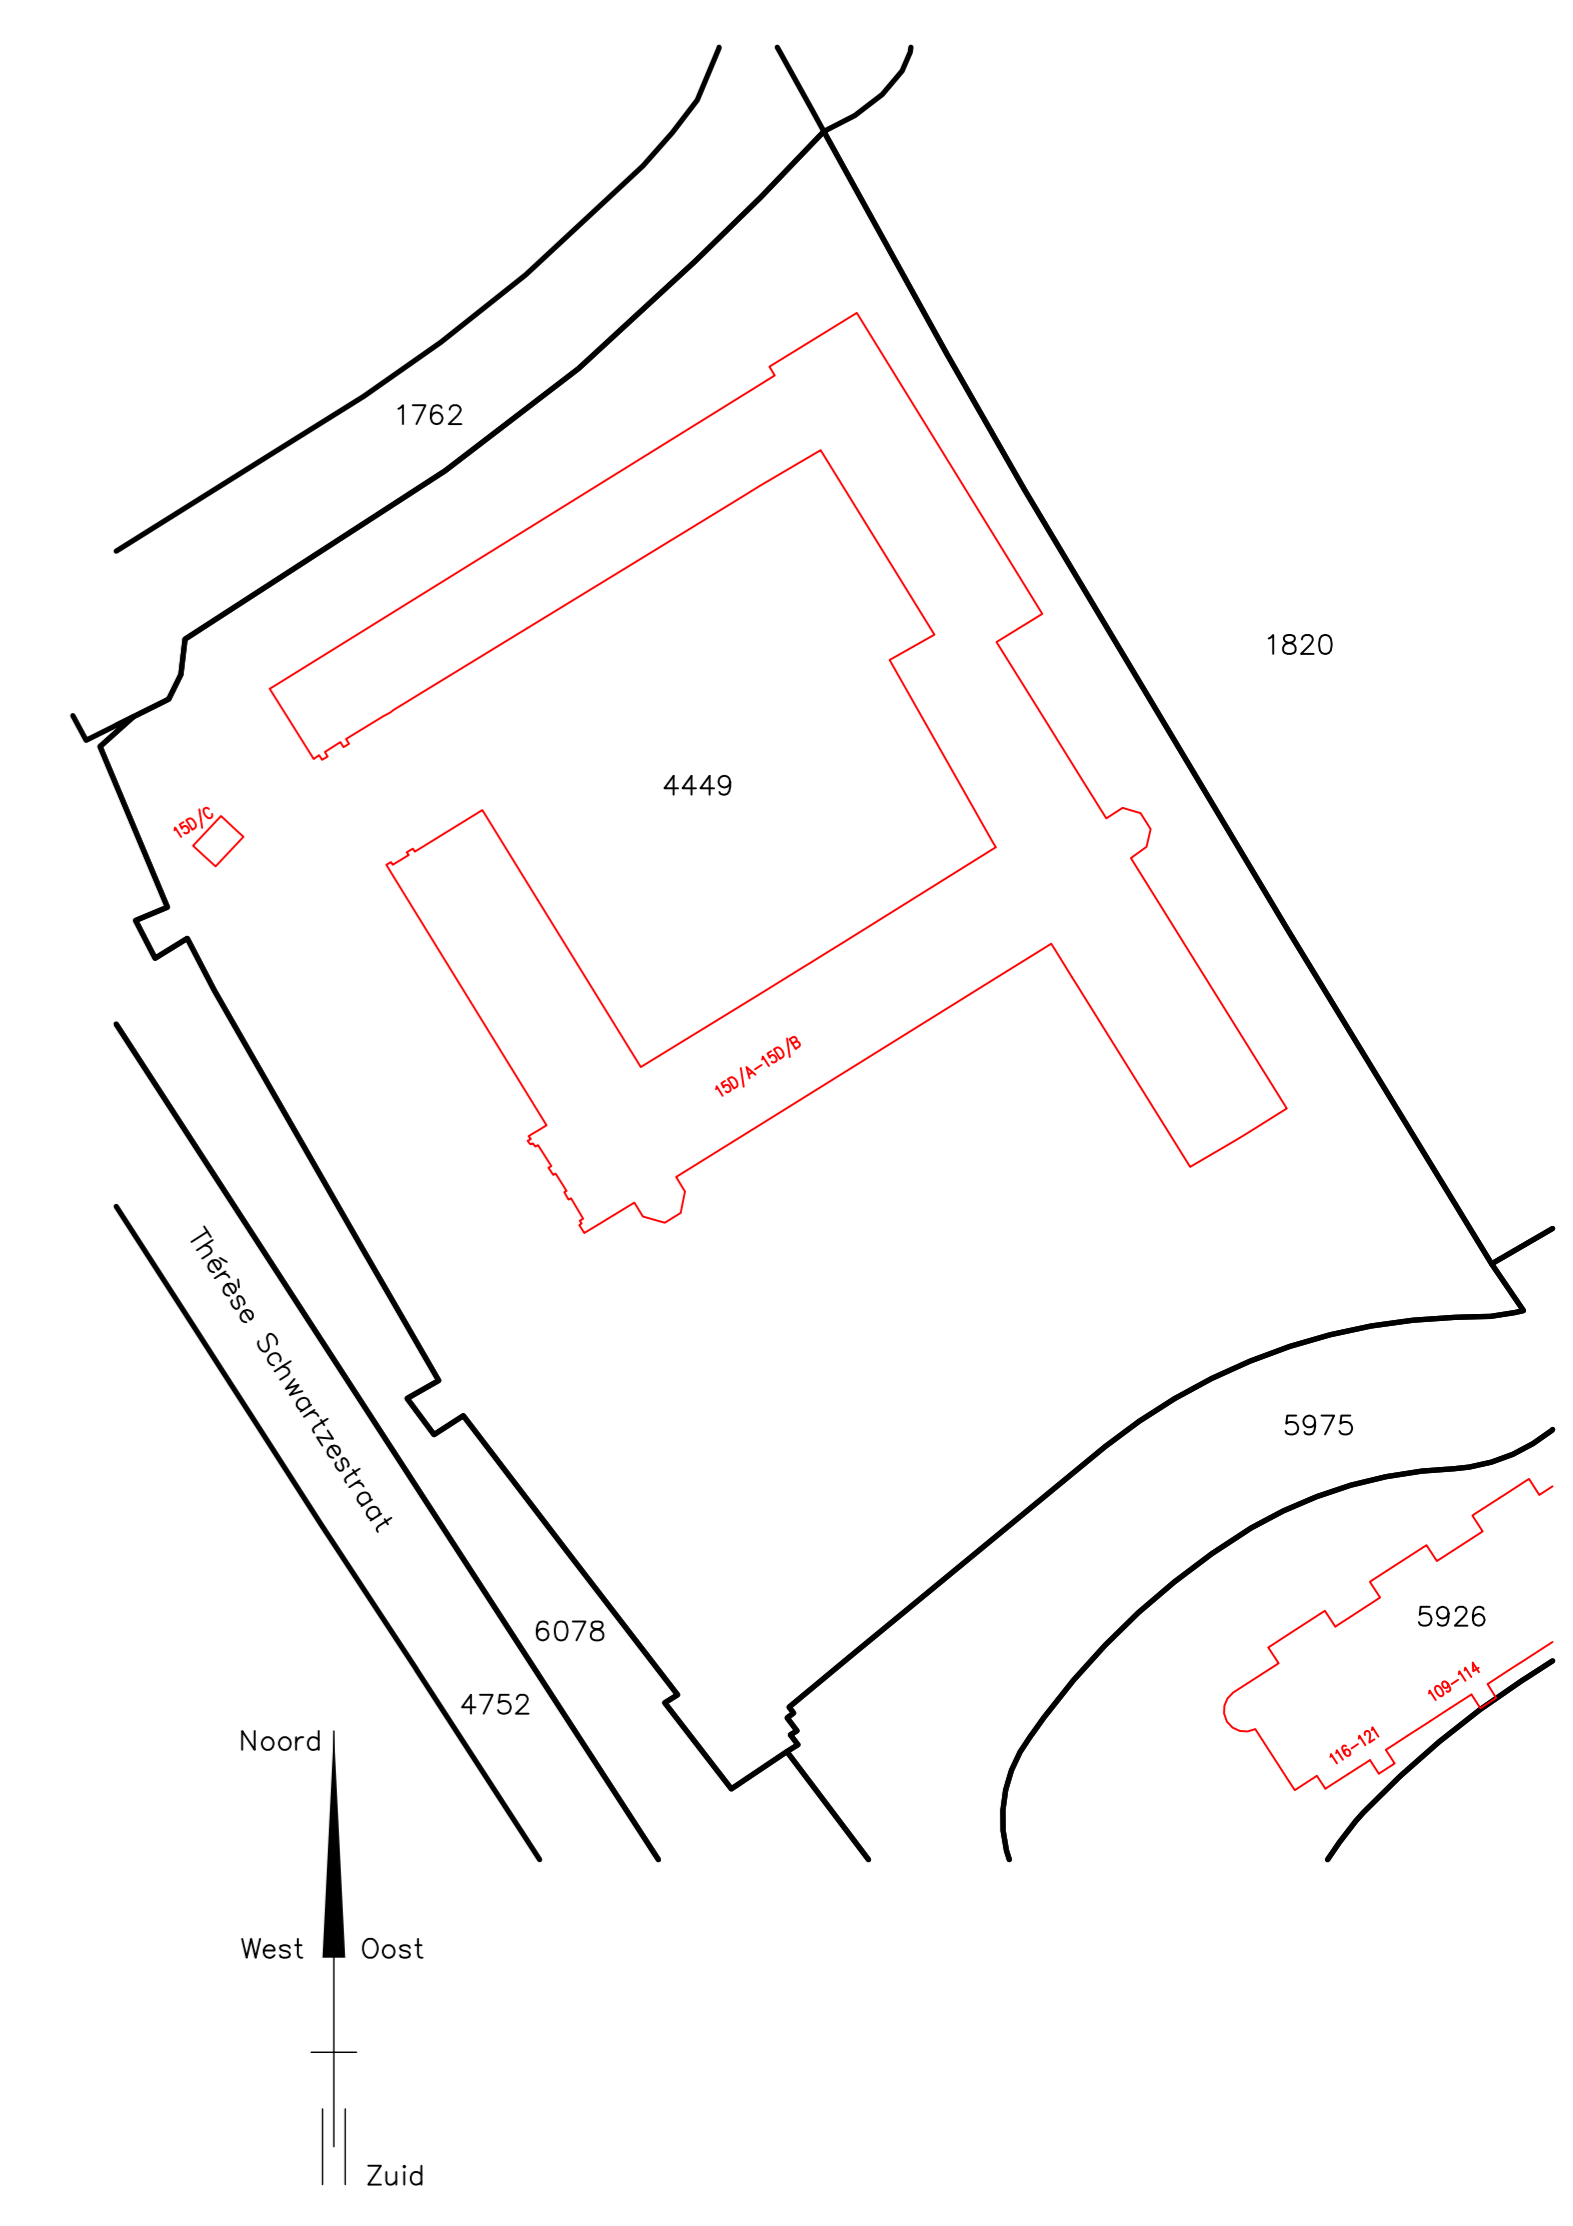 1762
1820
4449
15D/C
15D/A-15D/B
Thérèse Schwartzestraat
5975
5926
6078
109-114
4752
116-121
Noord
West
Oost
Zuid